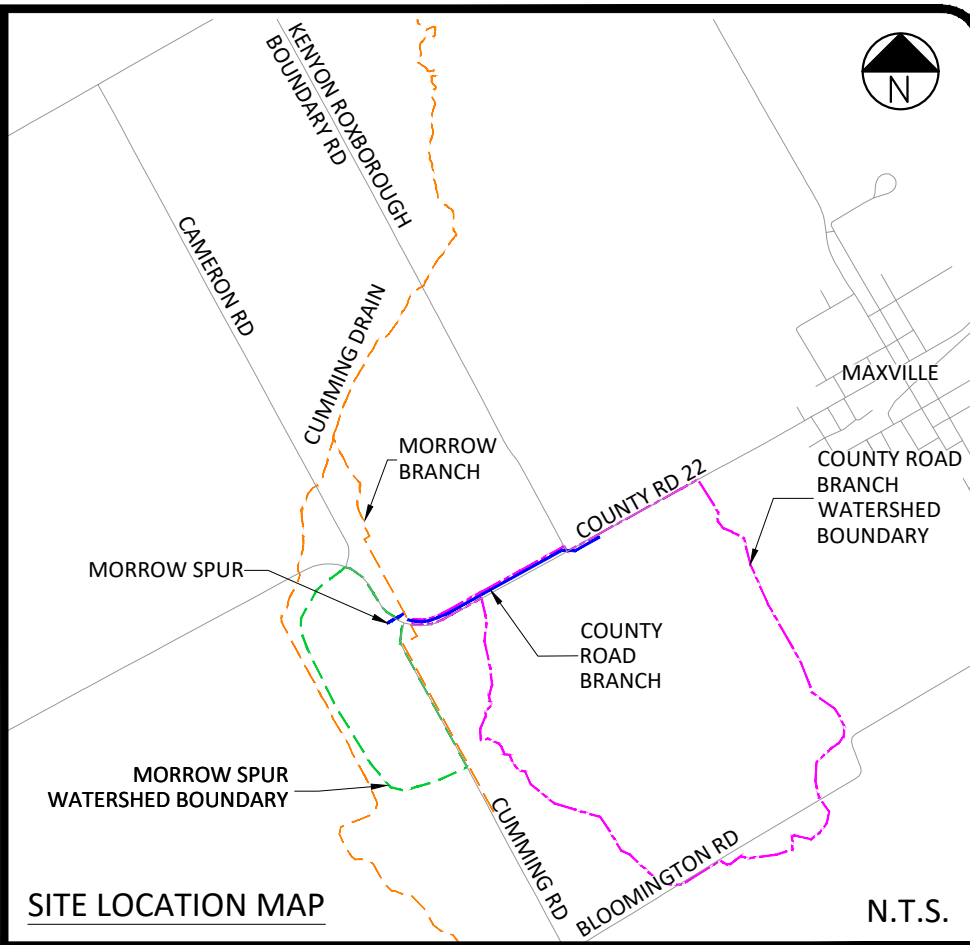 KENYON ROXBOROUGH
BOUNDARY RD
N
CAMERON RD
CUMMING DRAIN
MAXVILLE
MORROW
BRANCH
COUNTY ROAD
BRANCH
WATERSHED
BOUNDARY
COUNTY RD 22
MORROW SPUR
COUNTY
ROAD
BRANCH
MORROW SPUR
WATERSHED BOUNDARY
CUMMING RD
BLOOMINGTON RD
SITE LOCATION MAP
N.T.S.